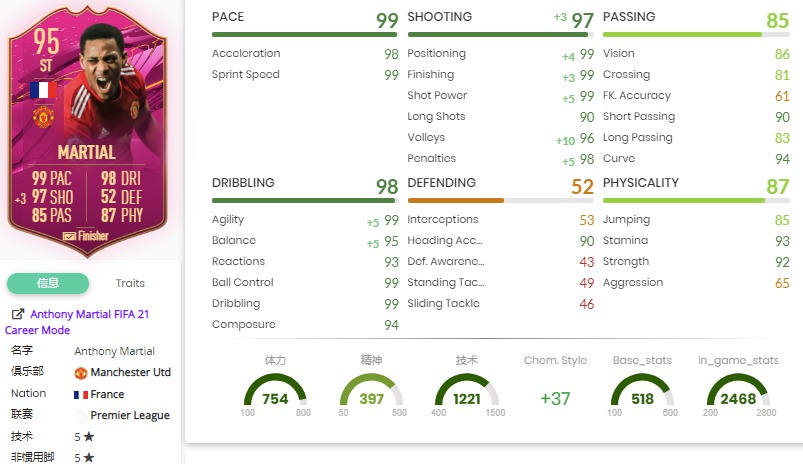 95
ST
MARTIAL
99 PAC 98 DRI
+3 97 SHO 52 DEF
85 PAS 87 PHY
Finisher
信息 Traits
Anthony Martial FIFA 21
Career Mode
名字 Anthony Martial
俱乐部 Manchester Utd
Nation France
联赛 Premier League
技术 5 ★
非惯用脚 5 ★
PACE 99
Acceleration 98
Sprint Speed 99
SHOOTING +3 97
Positioning +4 99
Finishing +3 99
Shot Power +5 99
Long Shots 90
Volleys +10 96
Penalties +5 98
PASSING 85
Vision 86
Crossing 81
FK. Accuracy 61
Short Passing 90
Long Passing 83
Curve 94
DRIBBLING 98
Agility +5 99
Balance +5 95
Reactions 93
Ball Control 99
Dribbling 99
Composure 94
DEFENDING 52
Interceptions 53
Heading Acc... 90
Def. Awarene... 43
Standing Tac... 49
Sliding Tackle 46
PHYSICALITY 87
Jumping 85
Stamina 93
Strength 92
Aggression 65
体力 精神 技术 Chem. Style Base_stats In_game_stats
754 397 1221 +37 518 2468
100 800 50 500 400 1500 100 600 200 2800